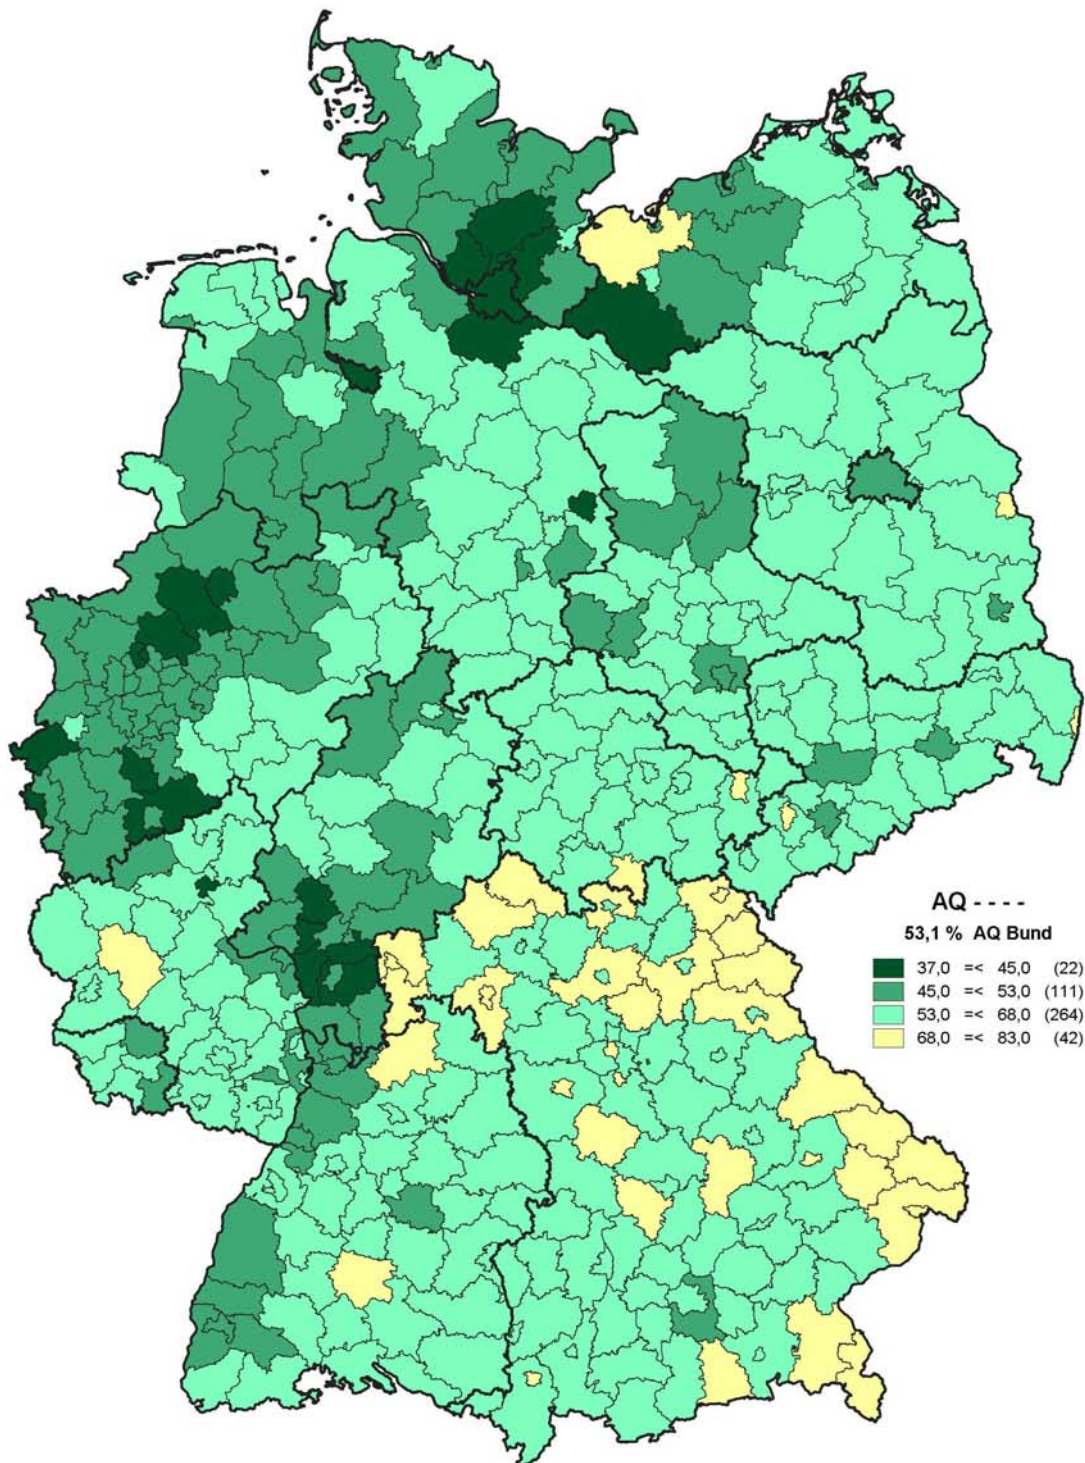 AQ - - - -
53,1 % AQ Bund
37,0 =< 45,0 (22)
45,0 =< 53,0 (111)
53,0 =< 68,0 (264)
68,0 =< 83,0 (42)